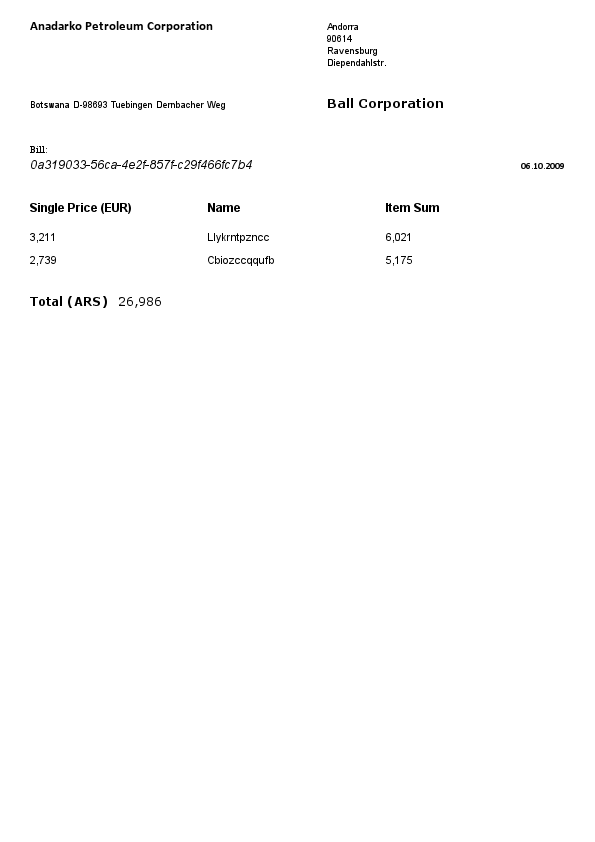 Anadarko Petroleum Corporation
Andorra
90614
Ravensburg
Diependahlstr.
Botswana D-98693 Tuebingen Dernbacher Weg
Ball Corporation
Bill:
0a319033-56ca-4e2f-857f-c29f466fc7b4
06.10.2009
Single Price (EUR) Name Item Sum
3,211 Llykrntpzncc 6,021
2,739 Cbiozccqqufb 5,175
Total (ARS) 26,986